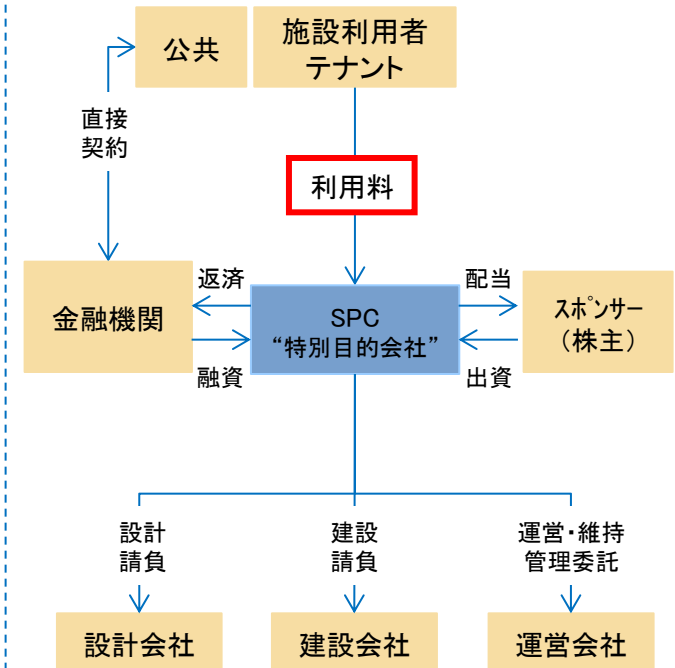 公共
施設利用者
テナント
直接
契約
利用料
返済
配当
金融機関
SPC
“特別目的会社”
スポンサー
（株主）
融資
出資
設計
請負
建設
請負
運営・維持
管理委託
設計会社
建設会社
運営会社